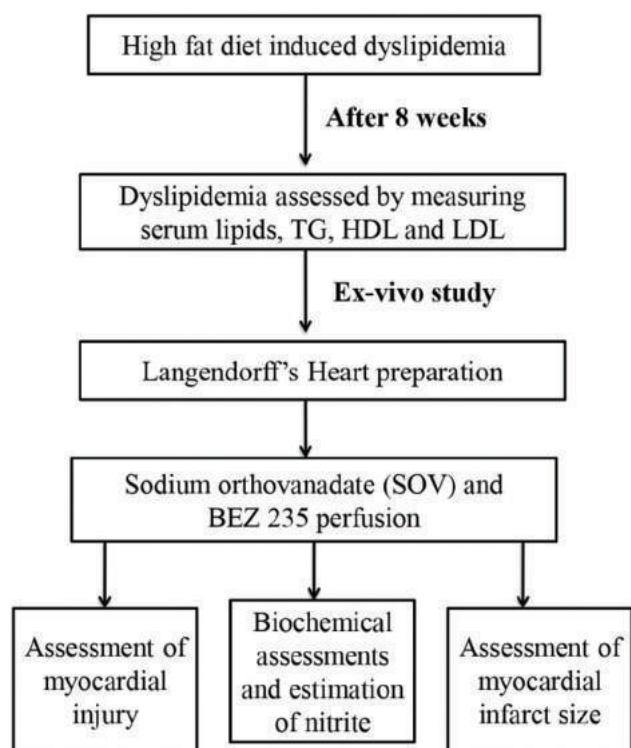 High fat diet induced dyslipidemia
After 8 weeks
Dyslipidemia assessed by measuring
serum lipids, TG, HDL and LDL
Ex-vivo study
Langendorff’s Heart preparation
Sodium orthovanadate (SOV) and
BEZ 235 perfusion
Assessment of
myocardial
injury
Biochemical
assessments
and estimation
of nitrite
Assessment of
myocardial
infarct size